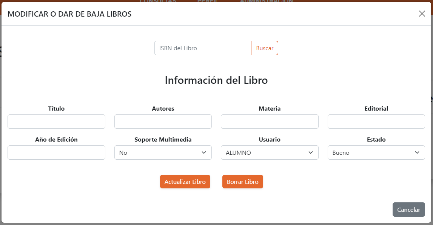 MODIFICAR O DAR DE BAJA LIBROS
ISBN del Libro Buscar
Información del Libro
Título Autores Materia Editorial
Año de Edición Soporte Multimedia Usuario Estado
No ALUMNO Bueno
Actualizar Libro Borrar Libro
Cancelar